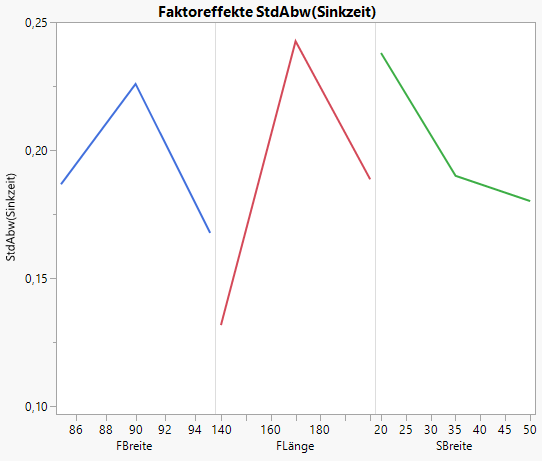 Faktoreffekte StdAbw(Sinkzeit)
StdAbw(Sinkzeit)
0,25
0,20
0,15
0,10
86 88 90 92 94 140 160 180 20 25 30 35 40 45 50
FBreite FLänge SBreite